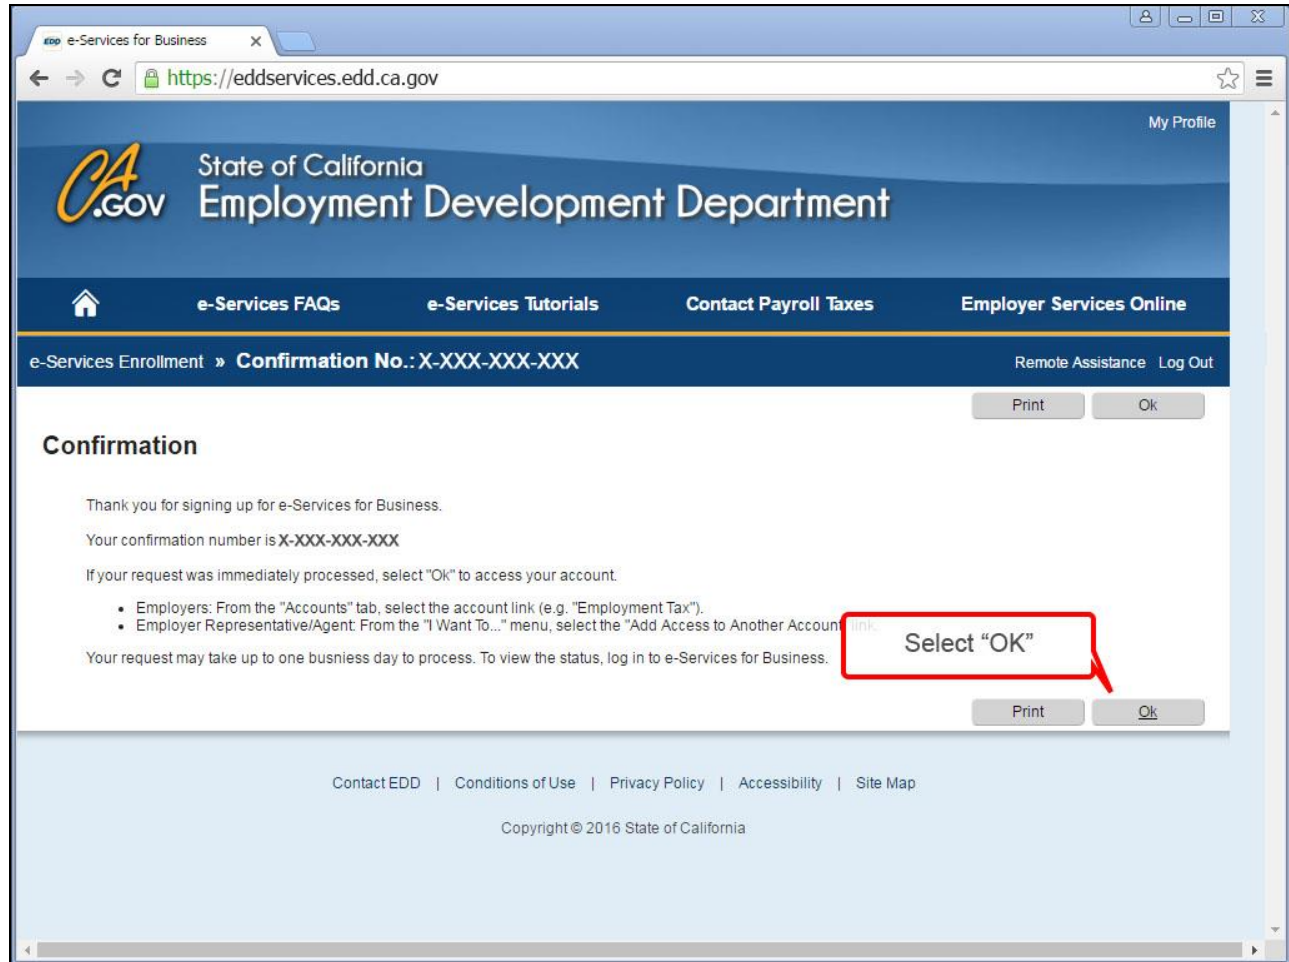 EDD e-Services for Business
https://eddservices.edd.ca.gov
My Profile
CA
.GOV
State of California
Employment Development Department
e-Services FAQs e-Services Tutorials Contact Payroll Taxes Employer Services Online
e-Services Enrollment » Confirmation No.: X-XXX-XXX-XXX Remote Assistance Log Out
Print Ok
Confirmation
Thank you for signing up for e-Services for Business.
Your confirmation number is X-XXX-XXX-XXX
If your request was immediately processed, select "Ok" to access your account.
• Employers: From the "Accounts" tab, select the account link (e.g. "Employment Tax").
• Employer Representative/Agent: From the "I Want To..." menu, select the "Add Access to Another Account link.
Your request may take up to one busniess day to process. To view the status, log in to e-Services for Business.
Select “OK”
Print Ok
Contact EDD | Conditions of Use | Privacy Policy | Accessibility | Site Map
Copyright © 2016 State of California